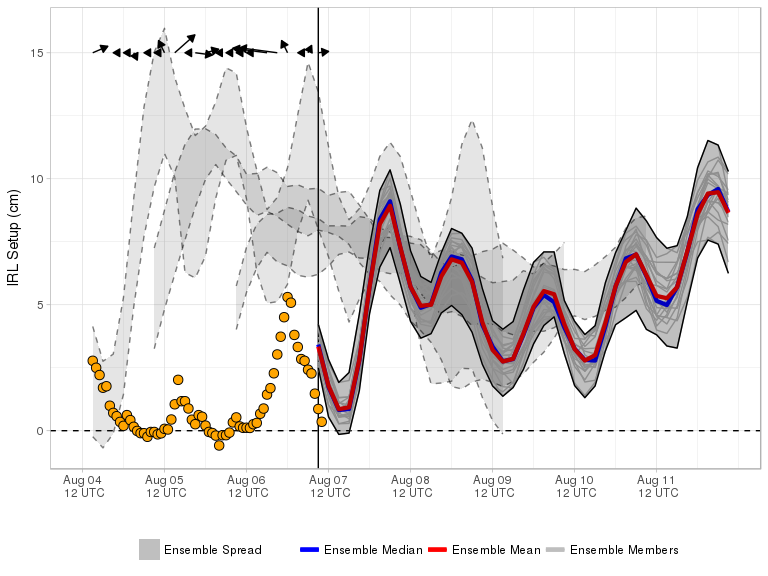 IRL Setup (cm)
15
10
5
0
Aug 04 Aug 05 Aug 06 Aug 07 Aug 08 Aug 09 Aug 10 Aug 11
12 UTC 12 UTC 12 UTC 12 UTC 12 UTC 12 UTC 12 UTC 12 UTC
Ensemble Spread Ensemble Median Ensemble Mean Ensemble Members